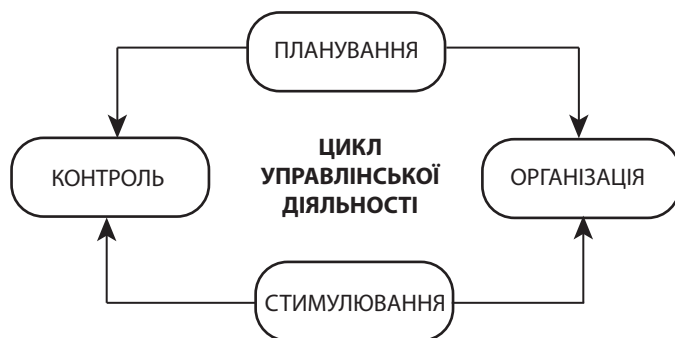 ПЛАНУВАННЯ
ЦИКЛ
УПРАВЛІНСЬКОЇ
ДІЯЛЬНОСТІ
КОНТРОЛЬ
ОРГАНІЗАЦІЯ
СТИМУЛЮВАННЯ